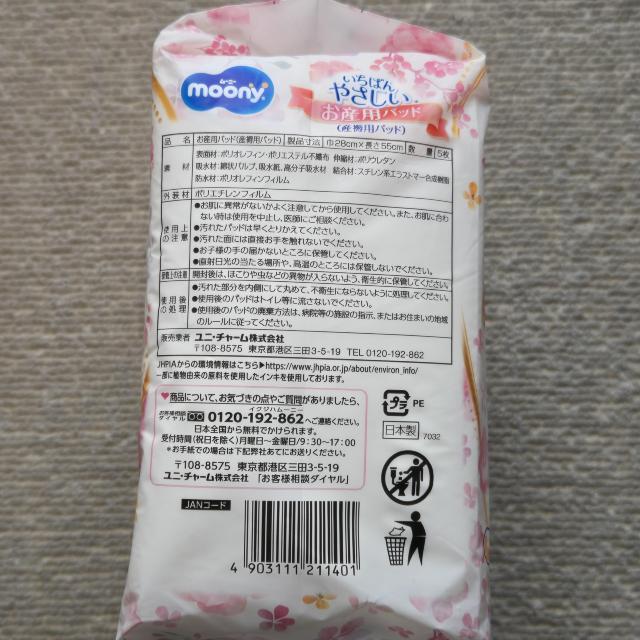 ムーニー
moony
いちばん
やさしい
お産用パッド
(産褥用パッド)
品 名 お産用パッド(産褥用パッド) 製品寸法 巾28cm×長さ55cm 数 量 5枚
素 材 表面材:ポリオレフィン・ポリエステル不織布 伸縮材:ポリウレタン
吸水材:綿状パルプ、吸水紙、高分子吸水材 結合材:スチレン系エラストマー合成樹脂
防水材:ポリオレフィンフィルム
外装材 ポリエチレンフィルム
使用上の注意 ●お肌に異常がないかよく注意してから使用してください。また、お肌に合わ
ない時は使用を中止し、医師にご相談ください。
●汚れたパッドは早くとりかえてください。
●汚れた面には直接お手を触れないでください。
●お子様の手の届かないところに保管してください。
●直射日光の当たる場所や、高温のところには保管しないでください。
保管上の注意 開封後は、ほこりや虫などの異物が入らないよう、衛生的に保管してください。
使用後の処理 ●汚れた部分を内側にして丸めて、不衛生にならないように処理してください。
●使用後のパッドはトイレ等に流さないでください。
●使用後のパッドの廃棄方法は、病院等の施設の指示、またはお住まいの地域
のルールに従ってください。
販売業者 ユニ・チャーム株式会社
〒108-8575 東京都港区三田3-5-19 TEL 0120-192-862
JHPIAからの環境情報はこちら▶https://www.jhpia.or.jp/about/environ_info/
一部に植物由来の原料を使用したインキを使用しています。
♥商品について、お気づきの点やご質問がありましたら、
お客様相談ダイヤル イクジハムーニー 0120-192-862へご連絡ください。
日本全国から無料でかけられます。
受付時間(祝日を除く)月曜日〜金曜日/9:30〜17:00
*お手紙での場合は下記弊社あてにお送りください。
〒108-8575 東京都港区三田3-5-19
ユニ・チャーム株式会社 「お客様相談ダイヤル」
プラ PE
日本製 7032
JANコード
4 903111 211401